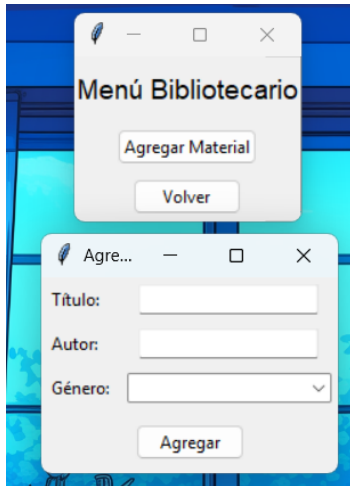 Menú Bibliotecario
Agregar Material
Volver
Agre...
Título:
Autor:
Género:
Agregar